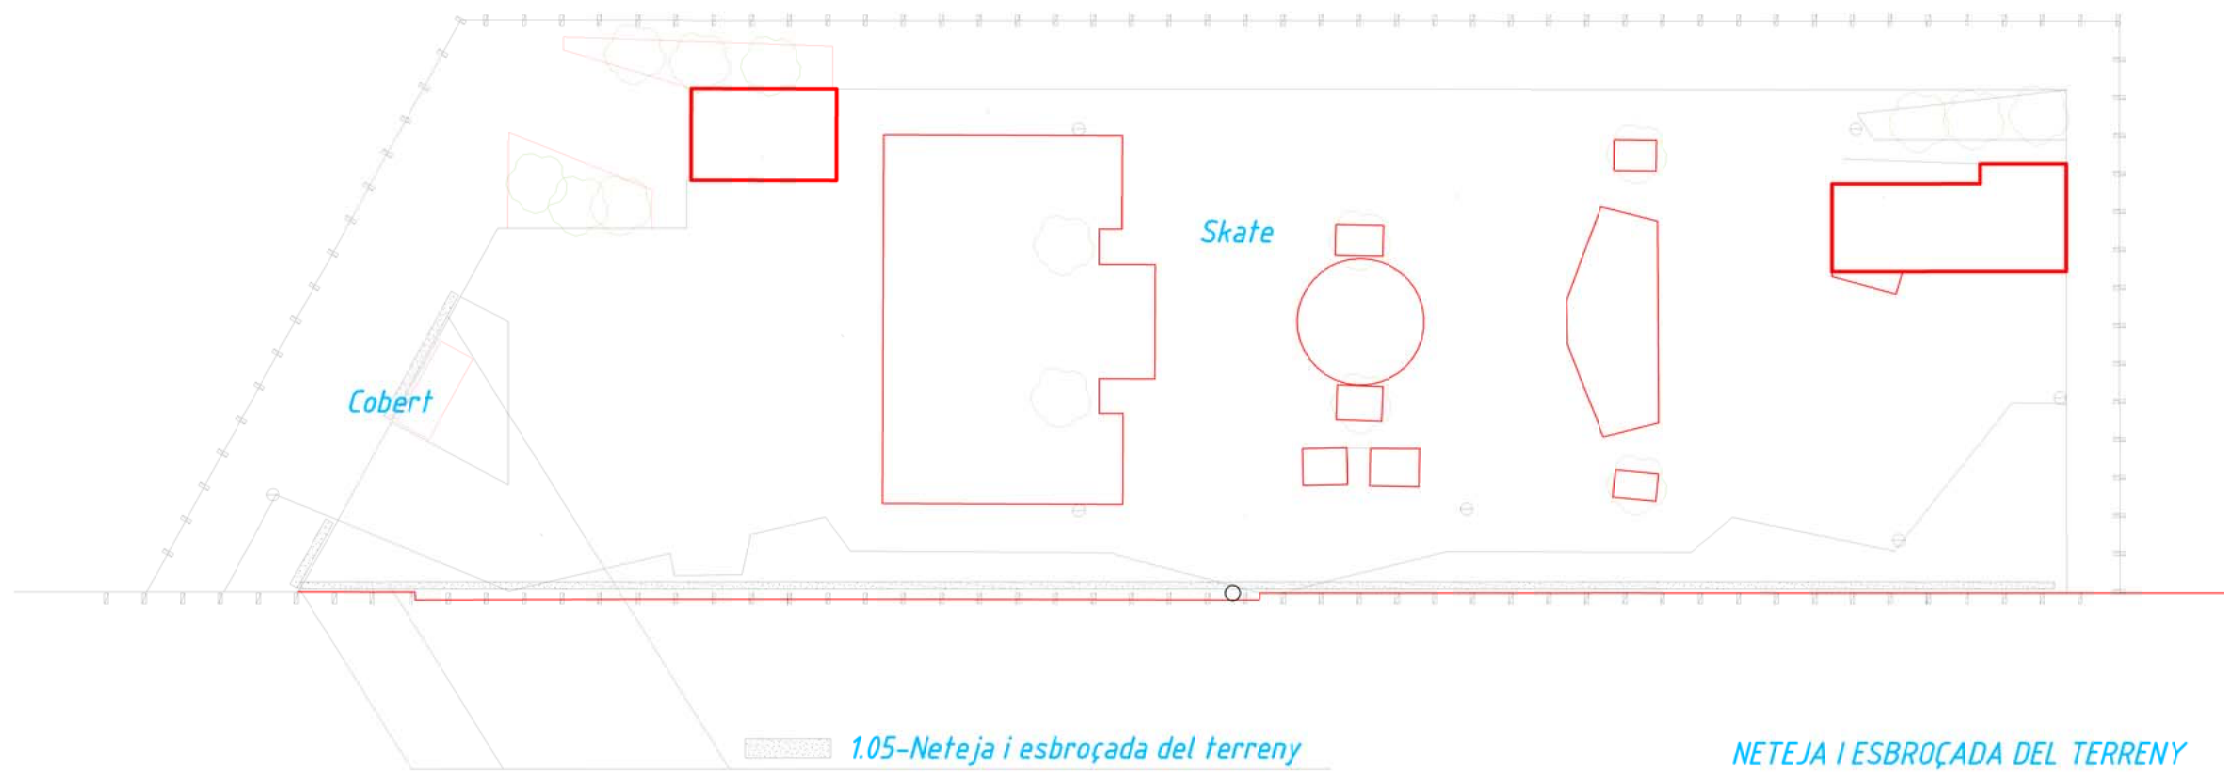 Skate
Cobert
1.05-Neteja i esbroçada del terreny
NETEJA I ESBROÇADA DEL TERRENY